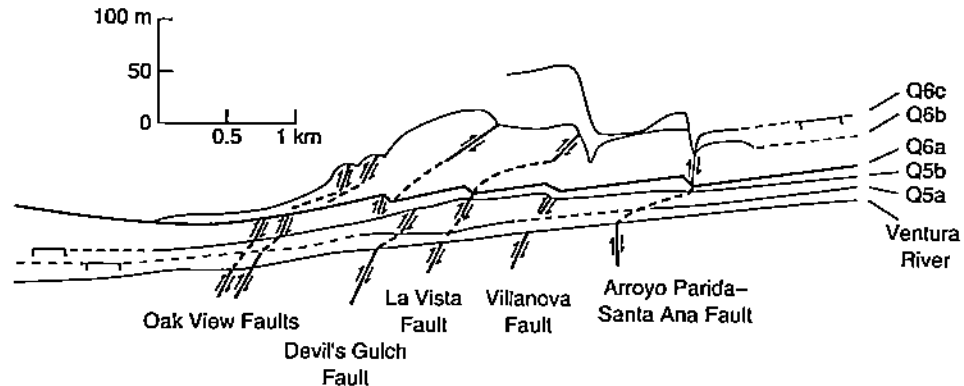 100 m
50
0
0.5
1 km
Q6c
Q6b
Q6a
Q5b
Q5a
Ventura
River
Oak View Faults
Devil's Gulch
Fault
La Vista
Fault
Villanova
Fault
Arroyo Parida–
Santa Ana Fault